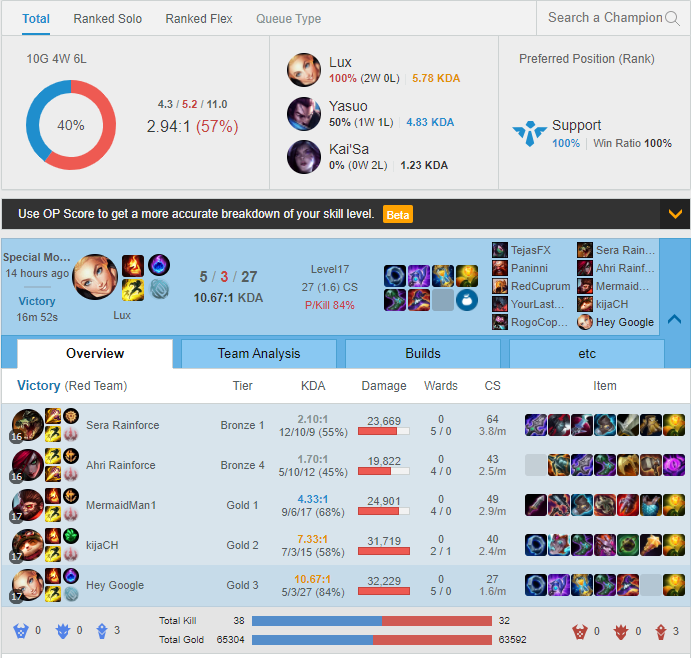 Total Ranked Solo Ranked Flex Queue Type Search a Champion
10G 4W 6L
40%
4.3 / 5.2 / 11.0
2.94:1 (57%)
Lux
100% (2W 0L) 5.78 KDA
Yasuo
50% (1W 1L) 4.83 KDA
Kai'Sa
0% (0W 2L) 1.23 KDA
Preferred Position (Rank)
Support
100% Win Ratio 100%
Use OP Score to get a more accurate breakdown of your skill level. Beta
Special Mo...
14 hours ago
Victory
16m 52s
Lux
5 / 3 / 27
10.67:1 KDA
Level17
27 (1.6) CS
P/Kill 84%
TejasFX Sera Rain...
Paninni Ahri Rainf...
RedCuprum Mermaid...
YourLast... kijaCH
RogoCop... Hey Google
Overview Team Analysis Builds etc
Victory (Red Team) Tier KDA Damage Wards CS Item
16 Sera Rainforce Bronze 1 2.10:1 23,669 0 64
12/10/9 (55%) 5 / 0 3.8/m
16 Ahri Rainforce Bronze 4 1.70:1 19,822 0 43
5/10/12 (45%) 4 / 0 2.5/m
17 MermaidMan1 Gold 1 4.33:1 24,901 0 49
9/6/17 (68%) 4 / 0 2.9/m
17 kijaCH Gold 2 7.33:1 31,719 0 40
7/3/15 (58%) 2 / 1 2.4/m
17 Hey Google Gold 3 10.67:1 32,229 0 27
5/3/27 (84%) 5 / 0 1.6/m
0 0 3
Total Kill 38 32
Total Gold 65304 63592
0 0 3